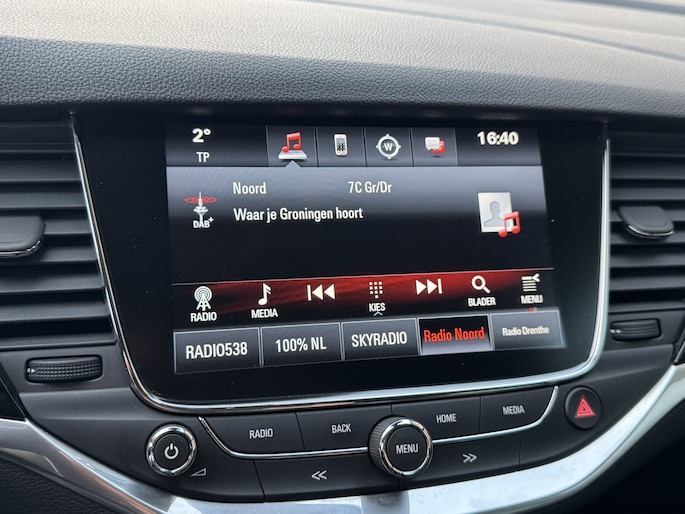 2°
TP
W
16:40
Noord 7C Gr/Dr
DAB+
Waar je Groningen hoort
RADIO MEDIA KIES BLADER MENU
RADIO538 100% NL SKYRADIO Radio Noord Radio Drenthe
RADIO BACK HOME MEDIA
MENU